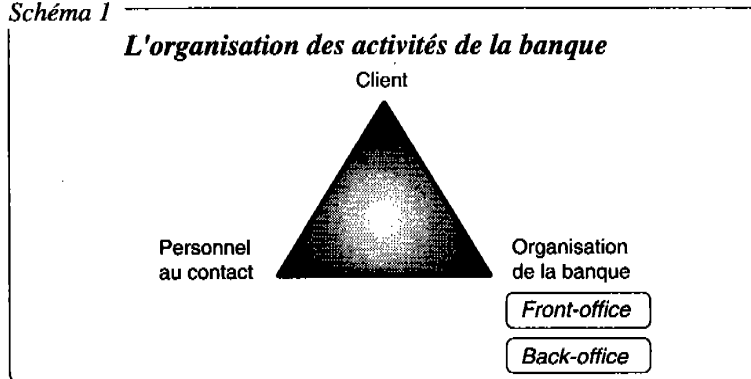 Schéma 1
L'organisation des activités de la banque
Client
Personnel
au contact
Organisation
de la banque
Front-office
Back-office